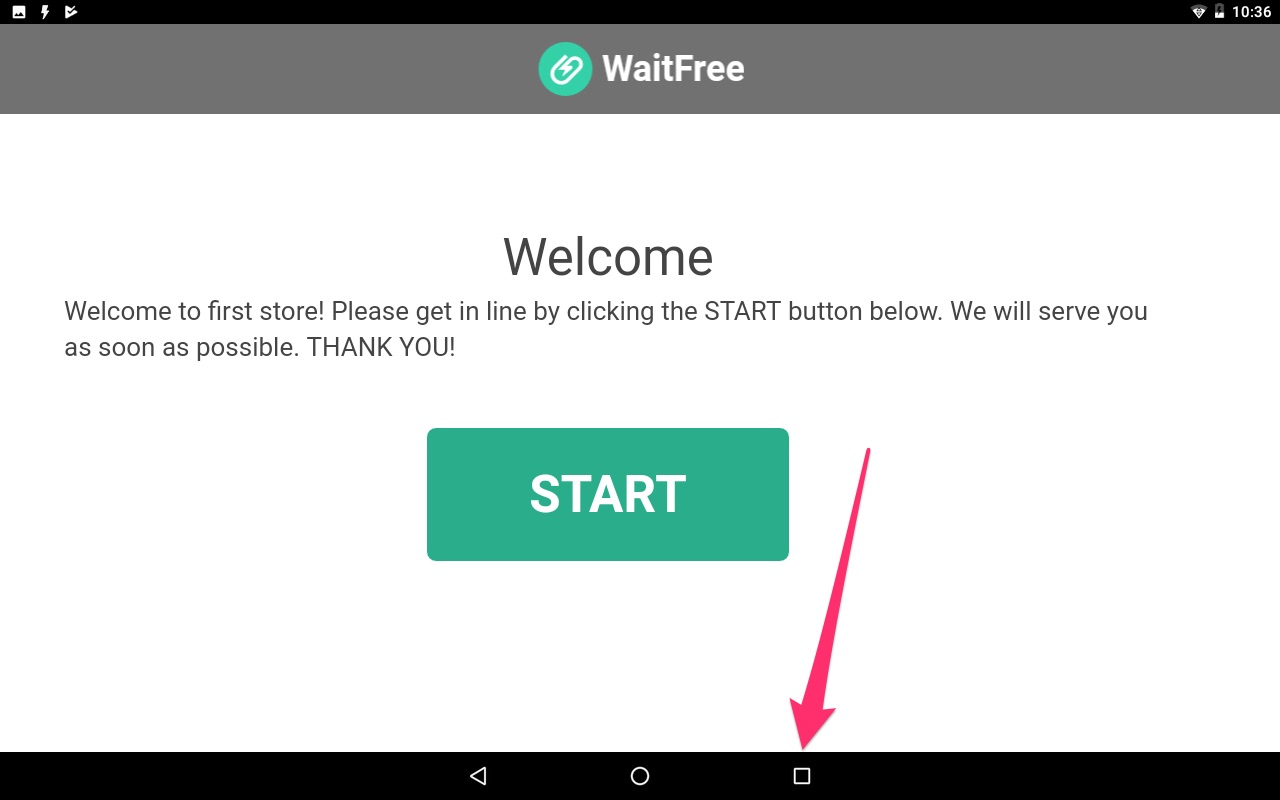 10:36
WaitFree
Welcome
Welcome to first store! Please get in line by clicking the START button below. We will serve you
as soon as possible. THANK YOU!
START